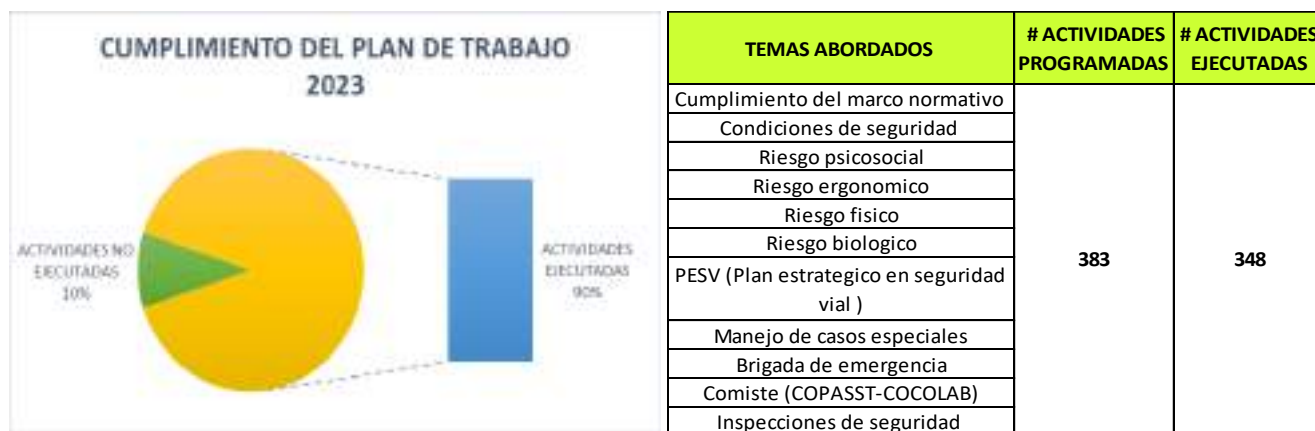 CUMPLIMIENTO DEL PLAN DE TRABAJO
2023
ACTIVIDADES NO
EJECUTADAS
10%
ACTIVIDADES
EJECUTADAS
90%
TEMAS ABORDADOS
# ACTIVIDADES
PROGRAMADAS
# ACTIVIDADES
EJECUTADAS
Cumplimiento del marco normativo
Condiciones de seguridad
Riesgo psicosocial
Riesgo ergonomico
Riesgo fisico
Riesgo biologico
PESV (Plan estrategico en seguridad
vial )
Manejo de casos especiales
Brigada de emergencia
Comiste (COPASST-COCOLAB)
Inspecciones de seguridad
383
348